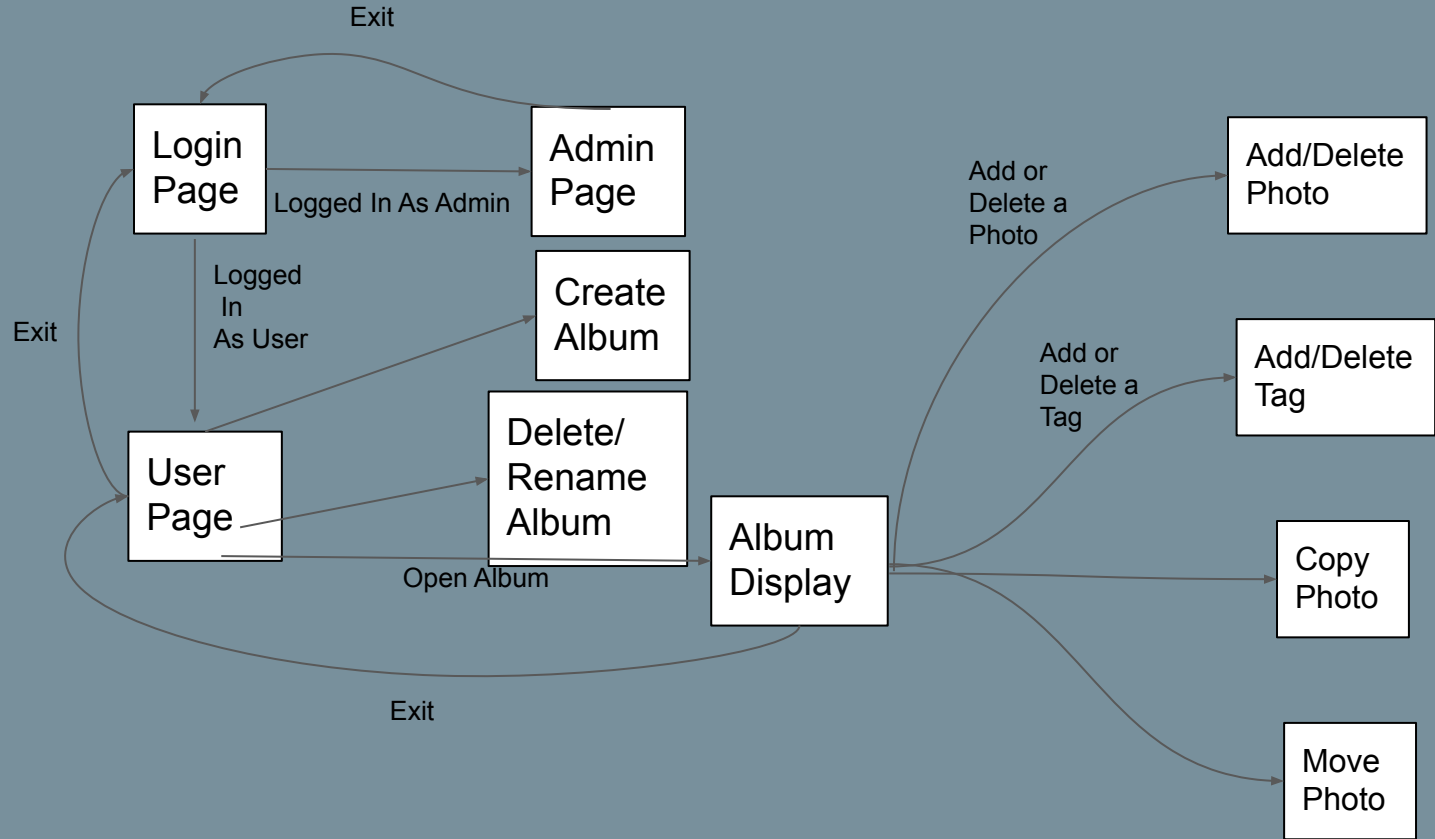 Exit
Login
Page
Logged In As Admin
Admin
Page
Logged
In
As User
Exit
Create
Album
User
Page
Delete/
Rename
Album
Open Album
Album
Display
Exit
Add or
Delete a
Photo
Add/Delete
Photo
Add or
Delete a
Tag
Add/Delete
Tag
Copy
Photo
Move
Photo